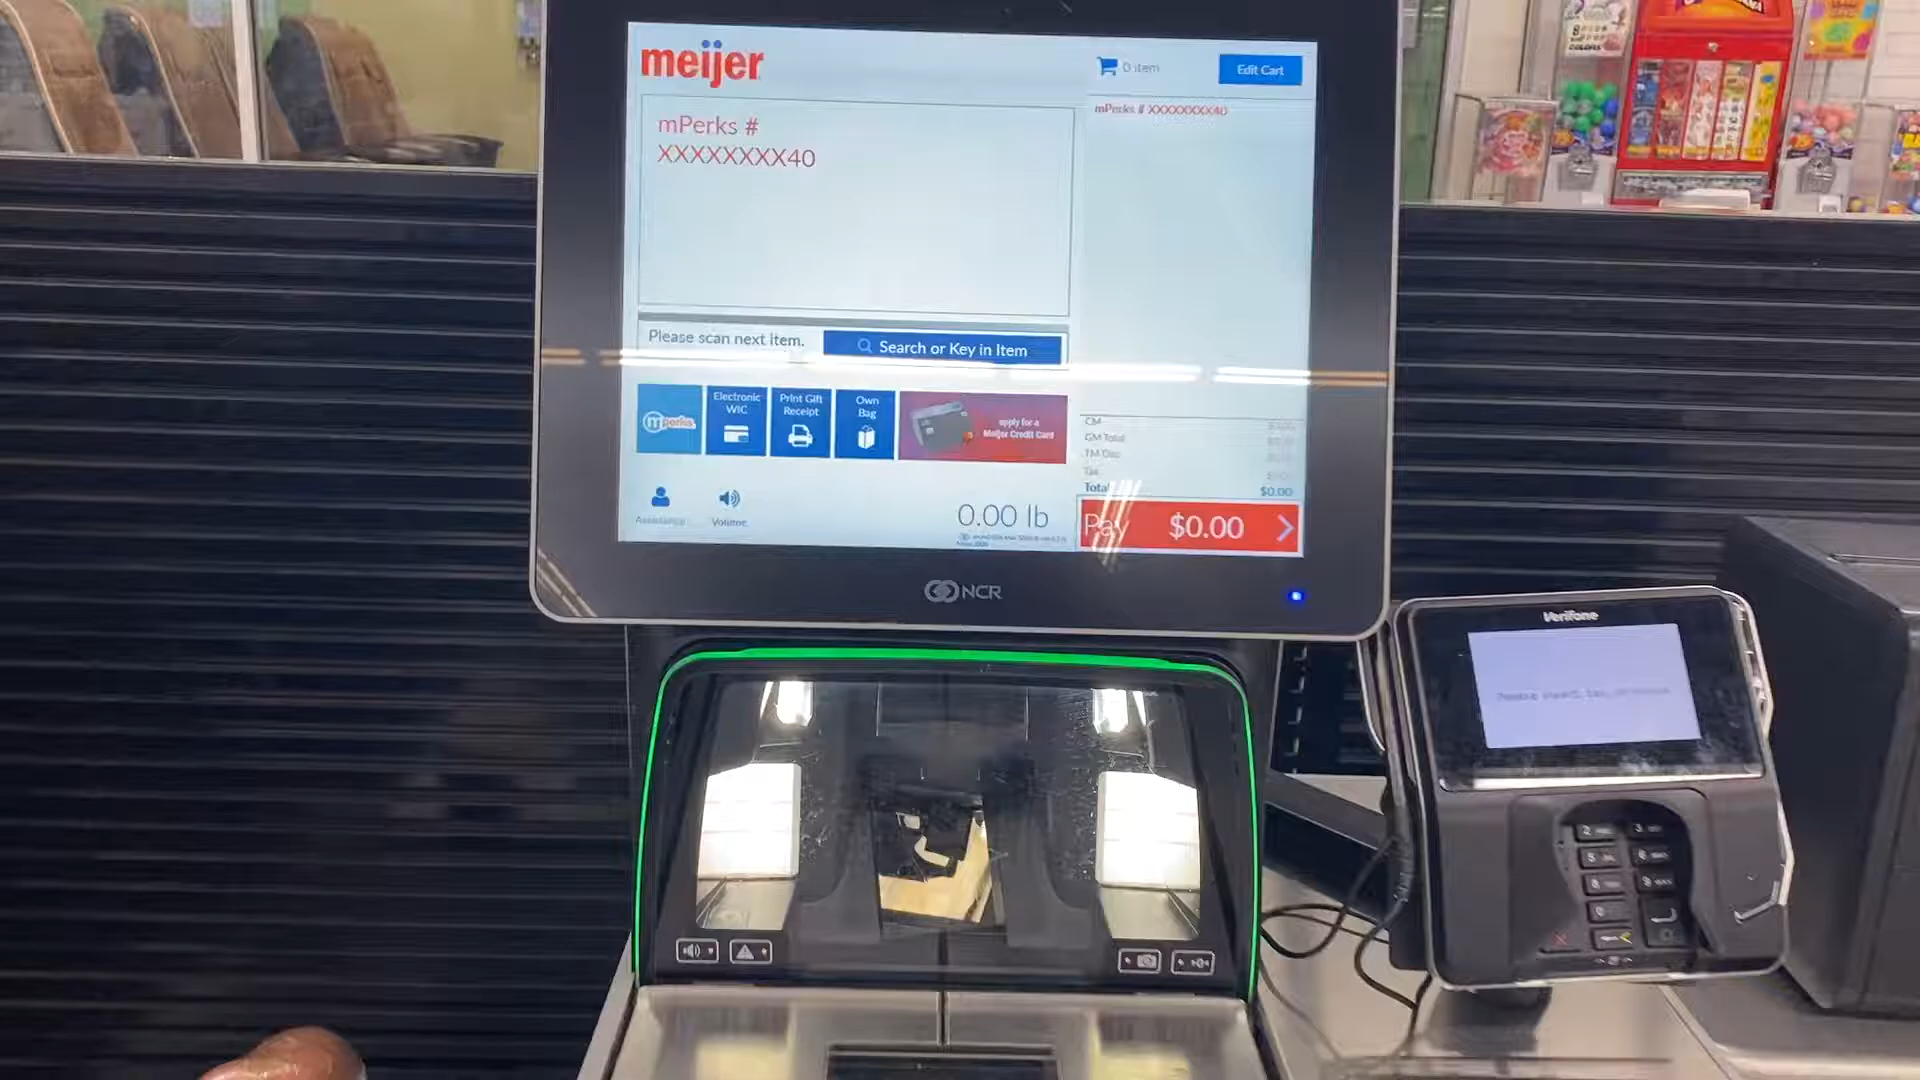 meijer
0 item
Edit Cart
mPerks #
XXXXXXXX40
mPerks # XXXXXXXX40
Please scan next item.
Search or Key in Item
mperks
Electronic
WIC
Print Gift
Receipt
Own
Bag
apply for a
Meijer Credit Card
CM
GM Total
Tax
Total
$0.00
Assistance
Volume
0.00 lb
Pay
$0.00
NCR
Verifone